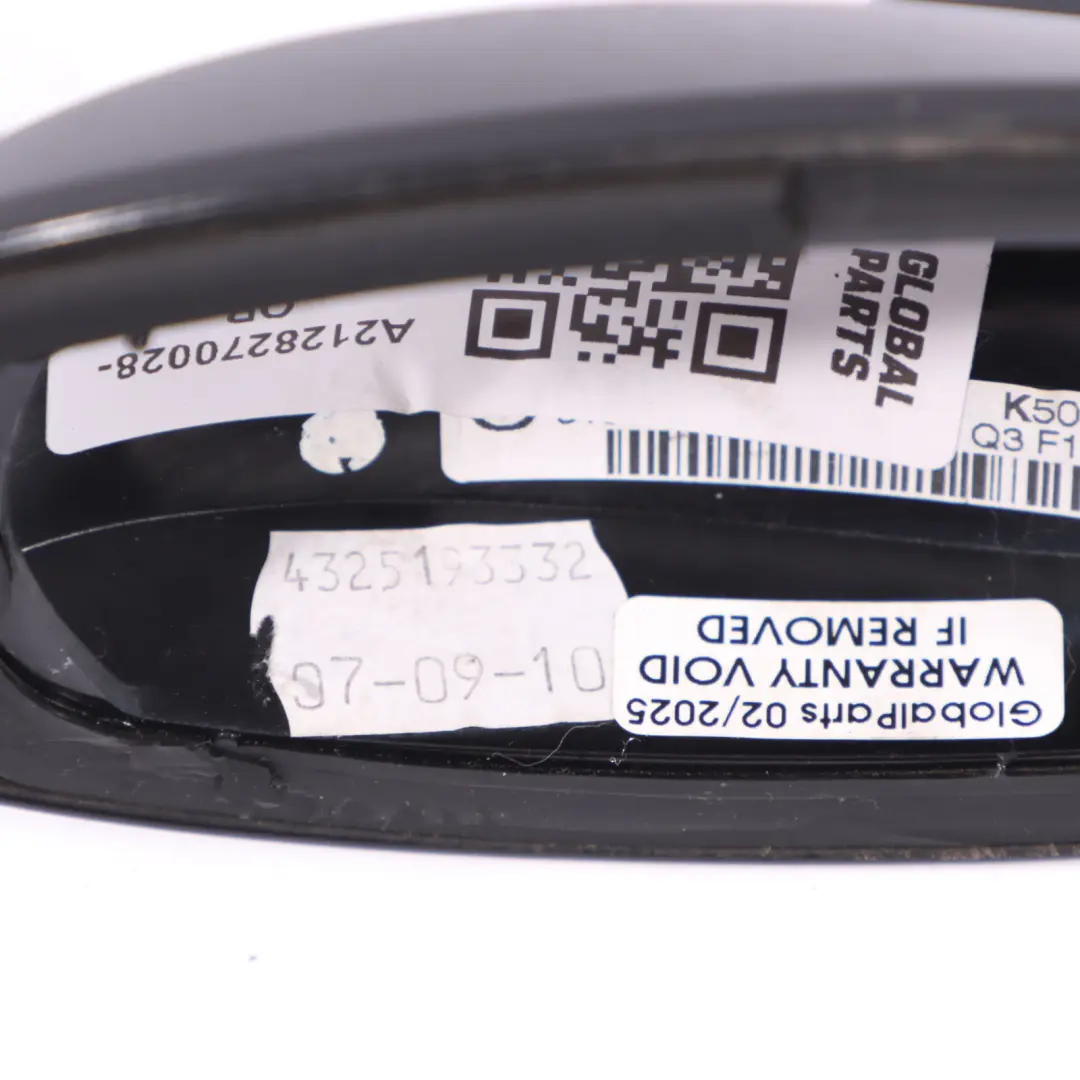 GLOBAL
PARTS
A2128270028-
K50
Q3 F1
4325193332
07-09-10
GlobalParts 02/2025
WARRANTY VOID
IF REMOVED